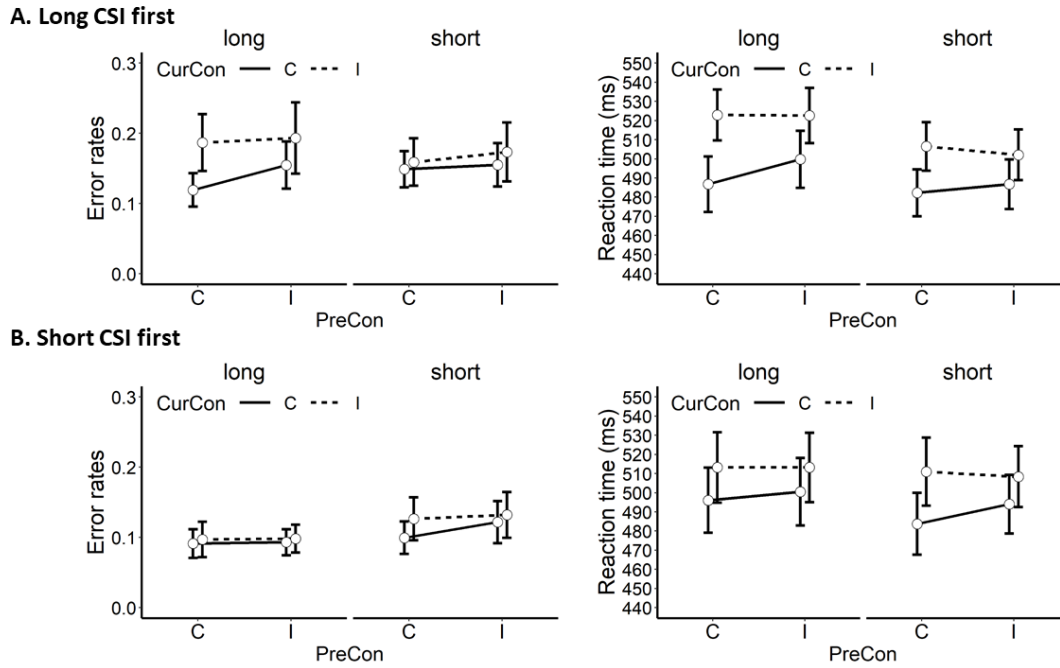 A. Long CSI first
long short
CurCon C I
Error rates
0.3
0.2
0.1
0.0
C I C I
PreCon
long short
CurCon C I
Reaction time (ms)
550
540
530
520
510
500
490
480
470
460
450
440
C I C I
PreCon
B. Short CSI first
long short
CurCon C I
Error rates
0.3
0.2
0.1
0.0
C I C I
PreCon
long short
CurCon C I
Reaction time (ms)
550
540
530
520
510
500
490
480
470
460
450
440
C I C I
PreCon